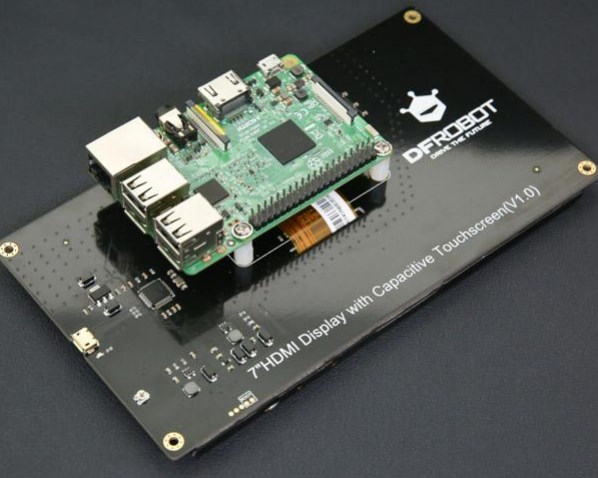 DFROBOT
DRIVE THE FUTURE
7"HDMI Display with Capacitive Touchscreen(V1.0)